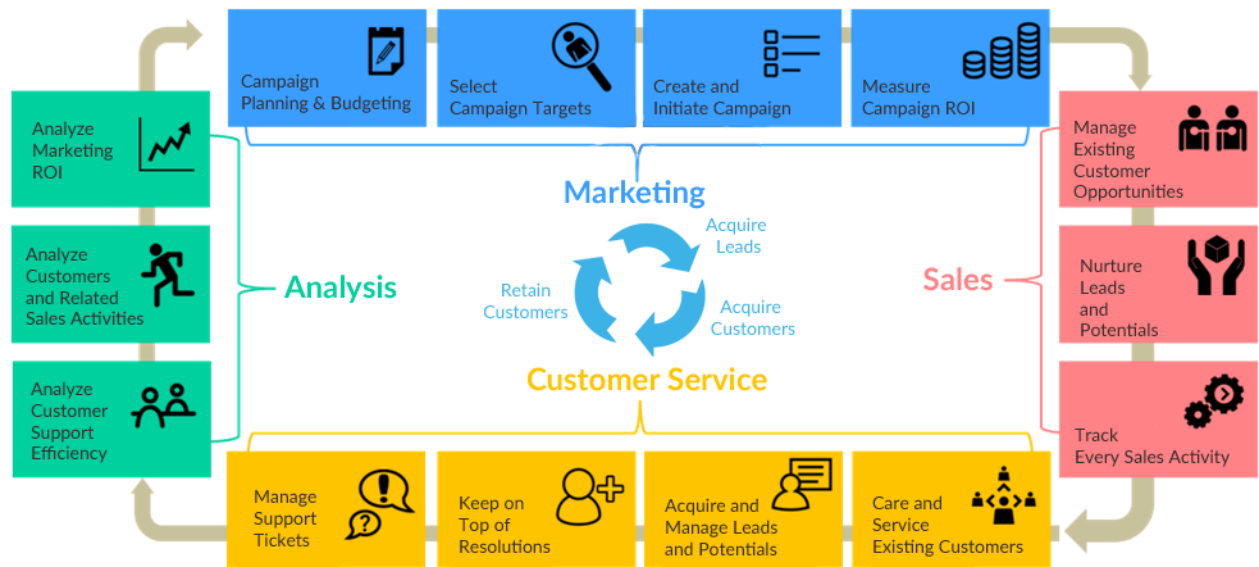 Campaign
Planning & Budgeting
Select
Campaign Targets
Create and
Initiate Campaign
Measure
Campaign ROI
Analyze
Marketing
ROI
Analyze
Customers
and Related
Sales Activities
Analyze
Customer
Support
Efficiency
Analysis
Marketing
Acquire
Leads
Acquire
Customers
Retain
Customers
Customer Service
Sales
Manage
Existing
Customer
Opportunities
Nurture
Leads
and
Potentials
Track
Every Sales Activity
Manage
Support
Tickets
Keep on
Top of
Resolutions
Acquire and
Manage Leads
and Potentials
Care and
Service
Existing Customers